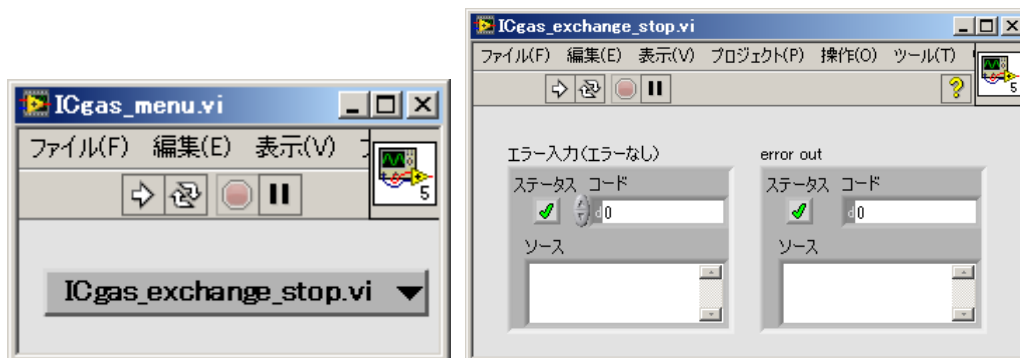 ICgas_menu.vi
ファイル(F) 編集(E) 表示(V)
5
ICgas_exchange_stop.vi
ICgas_exchange_stop.vi
ファイル(F) 編集(E) 表示(V) プロジェクト(P) 操作(O) ツール(T)
?
5
エラー入力(エラーなし)
ステータス コード
d0
ソース
error out
ステータス コード
d0
ソース